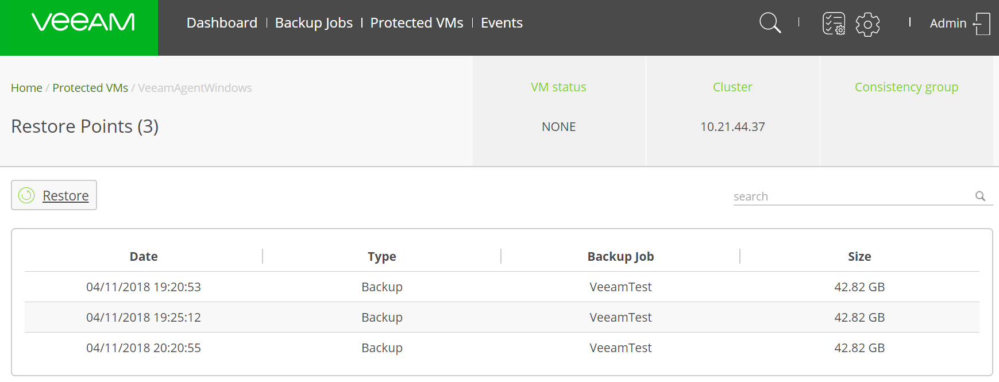 VEEAM Dashboard | Backup Jobs | Protected VMs | Events Admin
Home / Protected VMs / VeeamAgentWindows
VM status Cluster Consistency group
Restore Points (3)
NONE 10.21.44.37
Restore search
Date Type Backup Job Size
04/11/2018 19:20:53 Backup VeeamTest 42.82 GB
04/11/2018 19:25:12 Backup VeeamTest 42.82 GB
04/11/2018 20:20:55 Backup VeeamTest 42.82 GB